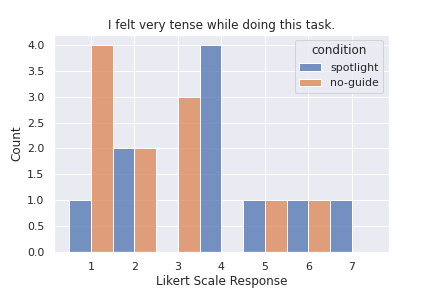 I felt very tense while doing this task.
condition
spotlight
no-guide
4.0
3.5
3.0
2.5
2.0
1.5
1.0
0.5
0.0
Count
1 2 3 4 5 6 7
Likert Scale Response